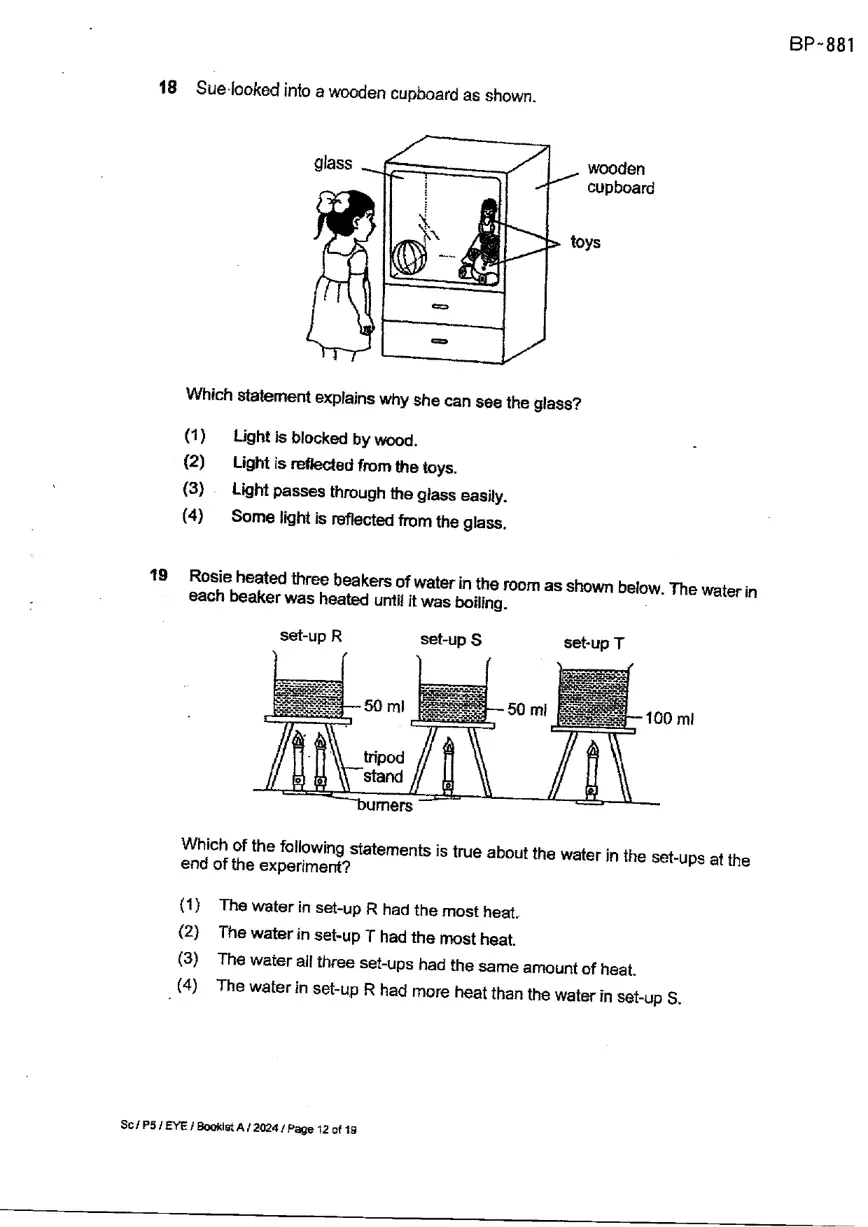 BP-881
18 Sue looked into a wooden cupboard as shown.
glass
wooden
cupboard
toys
Which statement explains why she can see the glass?
(1) Light is blocked by wood.
(2) Light is reflected from the toys.
(3) Light passes through the glass easily.
(4) Some light is reflected from the glass.
19 Rosie heated three beakers of water in the room as shown below. The water in
each beaker was heated until it was boiling.
set-up R
set-up S
set-up T
50 ml
50 ml
100 ml
tripod
stand
burners
Which of the following statements is true about the water in the set-ups at the
end of the experiment?
(1) The water in set-up R had the most heat.
(2) The water in set-up T had the most heat.
(3) The water all three set-ups had the same amount of heat.
(4) The water in set-up R had more heat than the water in set-up S.
Sc / P5 / EYE / Booklet A / 2024 / Page 12 of 19